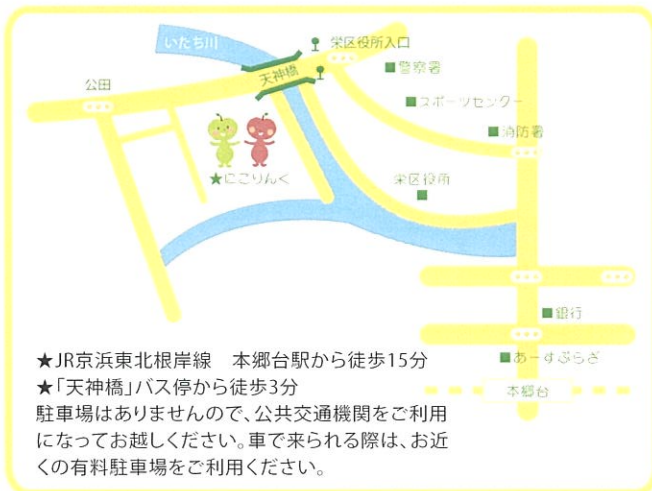 いたち川
栄区役所入口
天神橋
■警察署
公田
■スポーツセンター
■消防署
★にこりんく
栄区役所
■
■銀行
■あーすぷらざ
本郷台
★JR京浜東北根岸線　本郷台駅から徒歩15分
★「天神橋」バス停から徒歩3分
駐車場はありませんので、公共交通機関をご利用
になってお越しください。車で来られる際は、お近
くの有料駐車場をご利用ください。